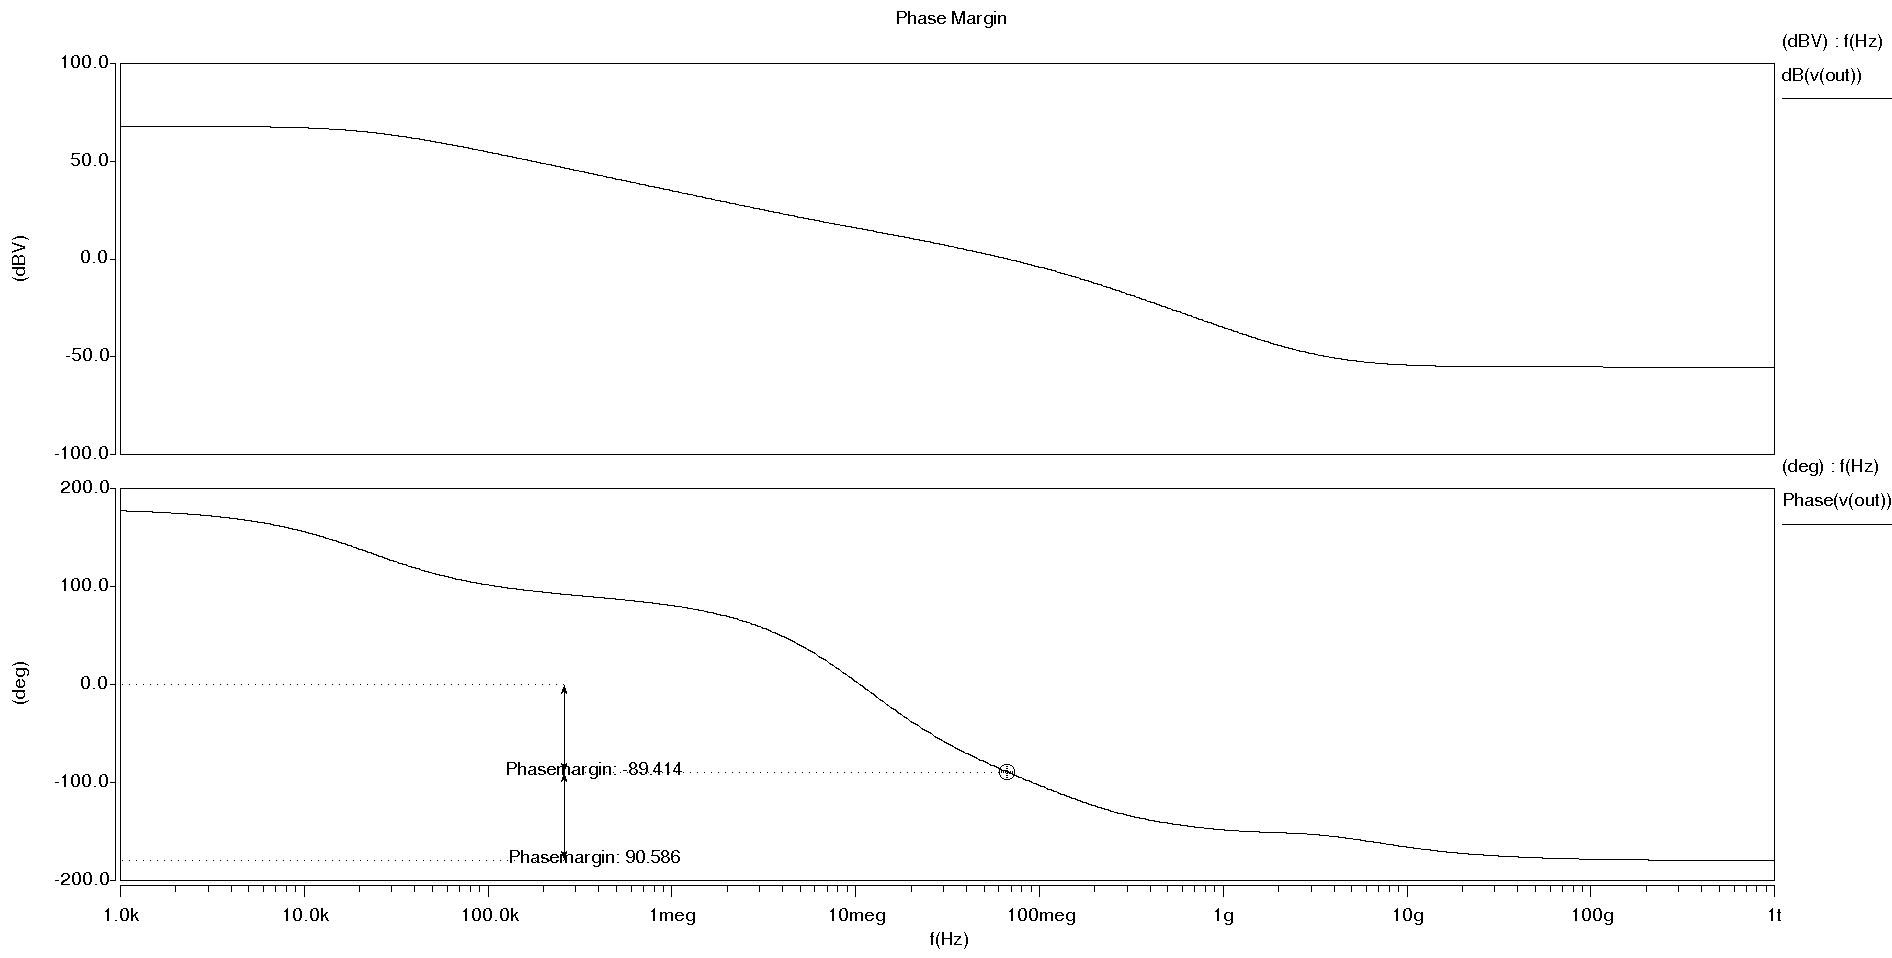 Phase Margin
(dBV) : f(Hz)
dB(v(out))
100.0
50.0
0.0
-50.0
-100.0
(dBV)
(deg) : f(Hz)
Phase(v(out))
200.0
100.0
0.0
-100.0
-200.0
(deg)
Phasemargin: -89.414
Phasemargin: 90.586
1.0k 10.0k 100.0k 1meg 10meg 100meg 1g 10g 100g 1t
f(Hz)